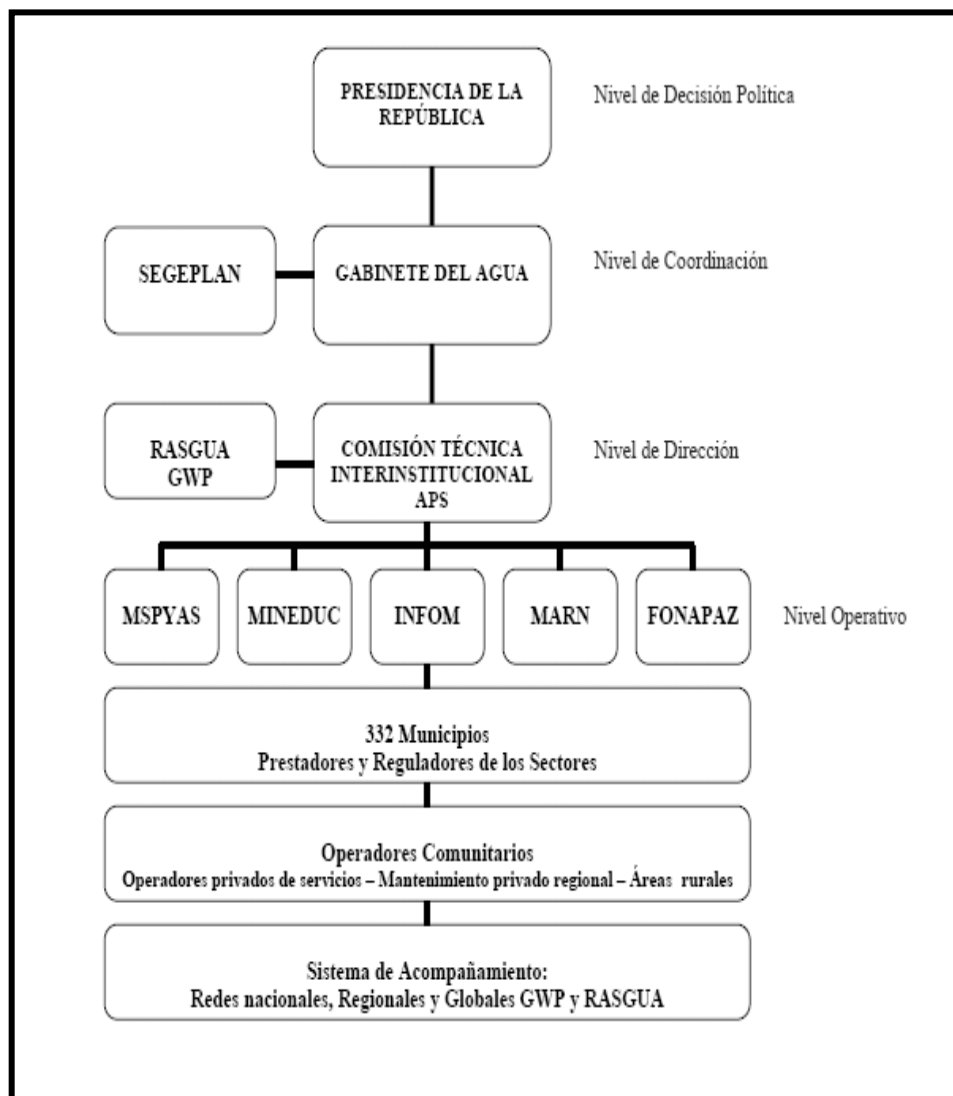 PRESIDENCIA DE LA
REPÚBLICA
Nivel de Decisión Política
SEGEPLAN
GABINETE DEL AGUA
Nivel de Coordinación
RASGUA
GWP
COMISIÓN TÉCNICA
INTERINSTITUCIONAL
APS
Nivel de Dirección
MSPYAS
MINEDUC
INFOM
MARN
FONAPAZ
Nivel Operativo
332 Municipios
Prestadores y Reguladores de los Sectores
Operadores Comunitarios
Operadores privados de servicios – Mantenimiento privado regional – Áreas rurales
Sistema de Acompañamiento:
Redes nacionales, Regionales y Globales GWP y RASGUA